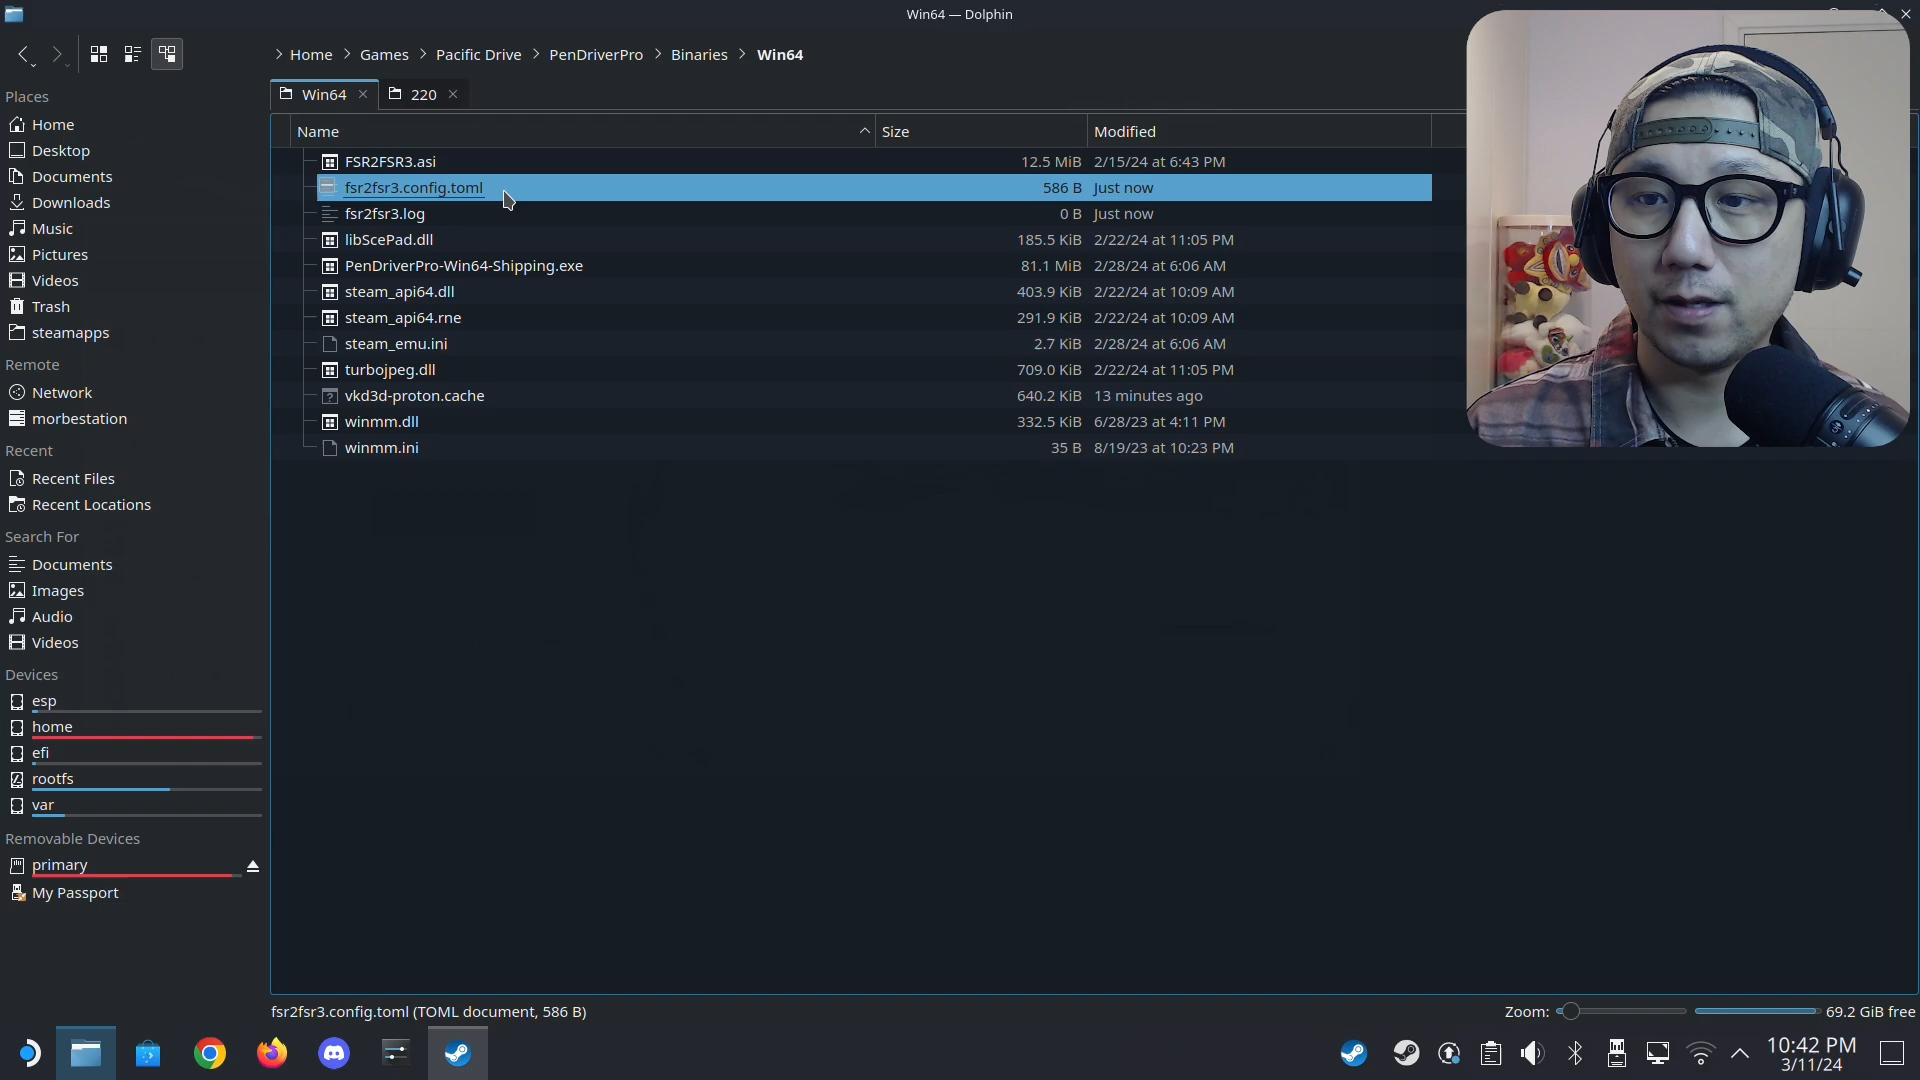 Win64 — Dolphin
Home
Games
Pacific Drive
PenDriverPro
Binaries
Win64
Win64
220
Places
Home
Desktop
Documents
Downloads
Music
Pictures
Videos
Trash
steamapps
Remote
Network
morbestation
Recent
Recent Files
Recent Locations
Search For
Documents
Images
Audio
Videos
Devices
esp
home
efi
rootfs
var
Removable Devices
primary
My Passport
Name Size Modified
FSR2FSR3.asi 12.5 MiB 2/15/24 at 6:43 PM
fsr2fsr3.config.toml 586 B Just now
fsr2fsr3.log 0 B Just now
libScePad.dll 185.5 KiB 2/22/24 at 11:05 PM
PenDriverPro-Win64-Shipping.exe 81.1 MiB 2/28/24 at 6:06 AM
steam_api64.dll 403.9 KiB 2/22/24 at 10:09 AM
steam_api64.rne 291.9 KiB 2/22/24 at 10:09 AM
steam_emu.ini 2.7 KiB 2/28/24 at 6:06 AM
turbojpeg.dll 709.0 KiB 2/22/24 at 11:05 PM
vkd3d-proton.cache 640.2 KiB 13 minutes ago
winmm.dll 332.5 KiB 6/28/23 at 4:11 PM
winmm.ini 35 B 8/19/23 at 10:23 PM
fsr2fsr3.config.toml (TOML document, 586 B)
Zoom:
69.2 GiB free
10:42 PM
3/11/24